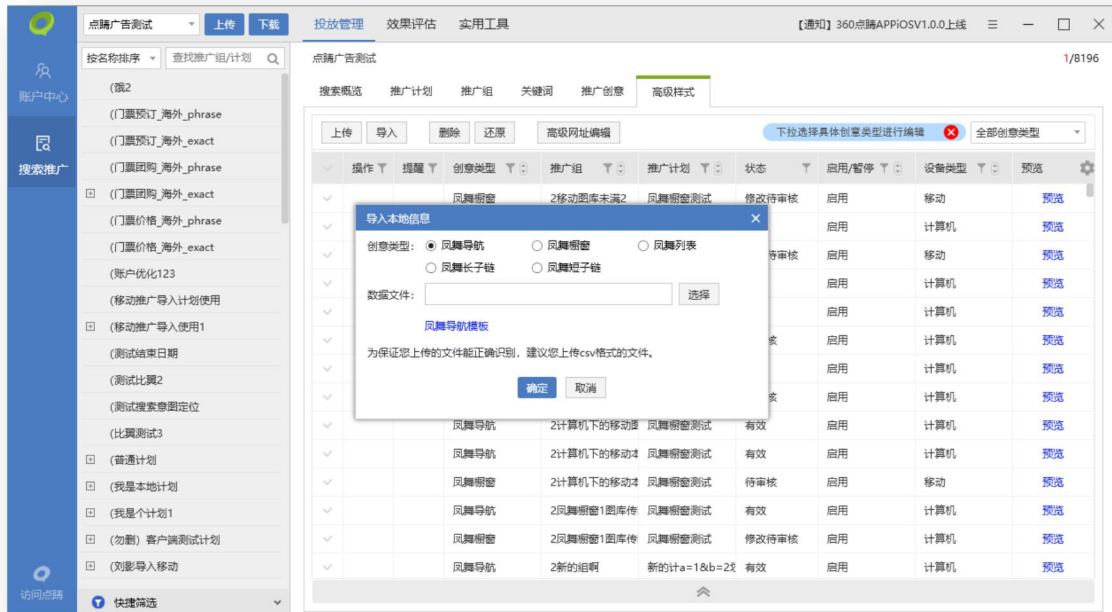 点睛广告测试 上传 下载 投放管理 效果评估 实用工具 【通知】360点睛APPiOSV1.0.0上线
账户中心
搜索推广
访问点睛
按名称排序 查找推广组/计划
(饿2
(门票预订_海外_phrase
(门票预订_海外_exact
(门票团购_海外_phrase
(门票团购_海外_exact
(门票价格_海外_phrase
(门票价格_海外_exact
(账户优化123
(移动推广导入计划使用
(移动推广导入使用1
(测试结束日期
(测试比翼2
(测试搜索意图定位
(比翼测试3
(普通计划
(我是本地计划
(我是个计划1
(勿删）客户端测试计划
(刘影导入移动
快捷筛选
点睛广告测试 1/8196
搜索概览 推广计划 推广组 关键词 推广创意 高级样式
上传 导入 删除 还原 高级网址编辑 下拉选择具体创意类型进行编辑 全部创意类型
操作 提醒 创意类型 推广组 推广计划 状态 启用/暂停 设备类型 预览
凤舞橱窗 2移动图库未满2 凤舞橱窗测试 修改待审核 启用 移动 预览
启用 计算机 预览
待审核 启用 移动 预览
启用 计算机 预览
启用 计算机 预览
启用 计算机 预览
启用 计算机 预览
启用 计算机 预览
凤舞导航 2计算机下的移动 凤舞橱窗测试 有效 启用 计算机 预览
凤舞导航 2计算机下的移动 凤舞橱窗测试 有效 启用 计算机 预览
凤舞橱窗 2计算机下的移动 凤舞橱窗测试 待审核 启用 移动 预览
凤舞导航 2凤舞橱窗1图库传 凤舞橱窗测试 有效 启用 计算机 预览
凤舞橱窗 2凤舞橱窗1图库传 凤舞橱窗测试 修改待审核 启用 计算机 预览
凤舞导航 2新的组啊 新的计a=1&b=2 有效 启用 计算机 预览
导入本地信息
创意类型: 凤舞导航 凤舞橱窗 凤舞列表
凤舞长子链 凤舞短子链
数据文件: 选择
凤舞导航模板
为保证您上传的文件能正确识别，建议您上传csv格式的文件。
确定 取消